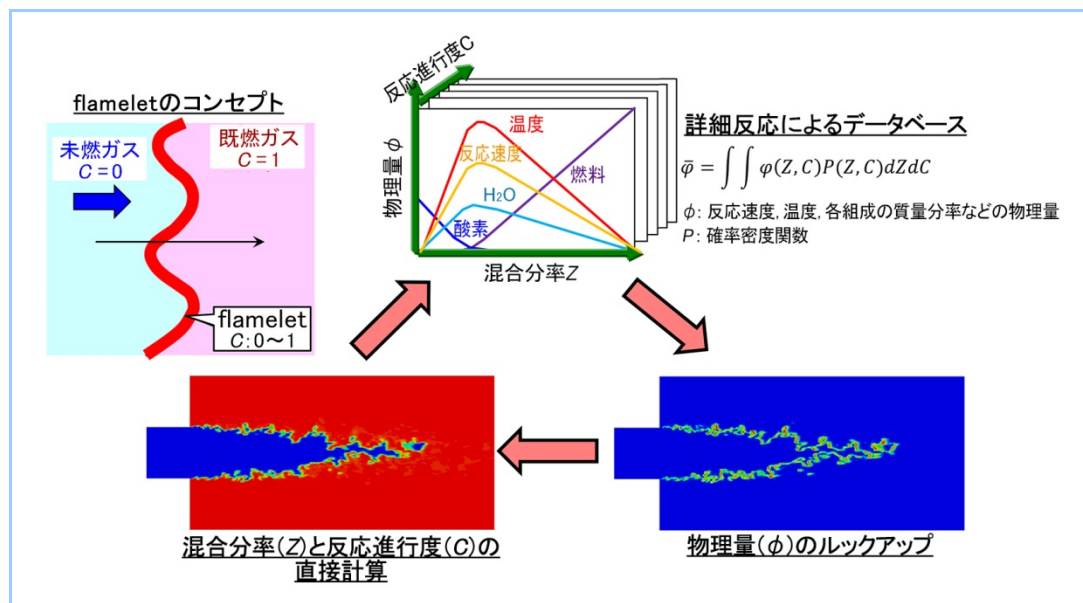 flameletのコンセプト
未燃ガス
C=0
既燃ガス
C=1
flamelet
C:0～1
反応進行度C
物理量 ϕ
温度
反応速度
燃料
H₂O
酸素
混合分率Z
詳細反応によるデータベース
φ̄ = ∫ ∫ φ(Z, C)P(Z, C)dZdC
ϕ: 反応速度, 温度, 各組成の質量分率などの物理量
P: 確率密度関数
混合分率(Z)と反応進行度(C)の
直接計算
物理量(ϕ)のルックアップ